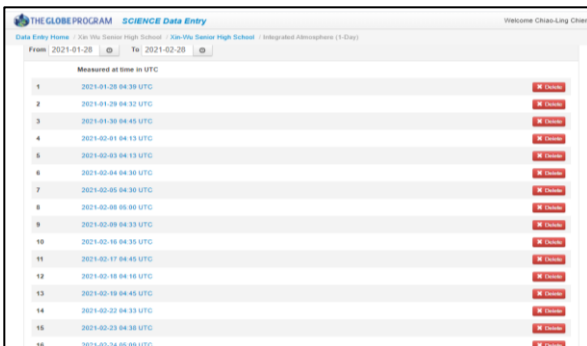 THE GLOBE PROGRAM SCIENCE Data Entry Welcome Chiao-Ling Chien
Data Entry Home / Xin Wu Senior High School / Xin-Wu Senior High School / Integrated Atmosphere (1-Day)
From 2021-01-28 To 2021-02-28
Measured at time in UTC
1 2021-01-28 04:39 UTC Delete
2 2021-01-29 04:32 UTC Delete
3 2021-01-30 04:45 UTC Delete
4 2021-02-01 04:13 UTC Delete
5 2021-02-03 04:13 UTC Delete
6 2021-02-04 04:30 UTC Delete
7 2021-02-05 04:30 UTC Delete
8 2021-02-08 05:00 UTC Delete
9 2021-02-09 04:33 UTC Delete
10 2021-02-16 04:35 UTC Delete
11 2021-02-17 04:45 UTC Delete
12 2021-02-18 04:16 UTC Delete
13 2021-02-19 04:45 UTC Delete
14 2021-02-22 04:33 UTC Delete
15 2021-02-23 04:38 UTC Delete
16 2021-02-24 05:09 UTC Delete